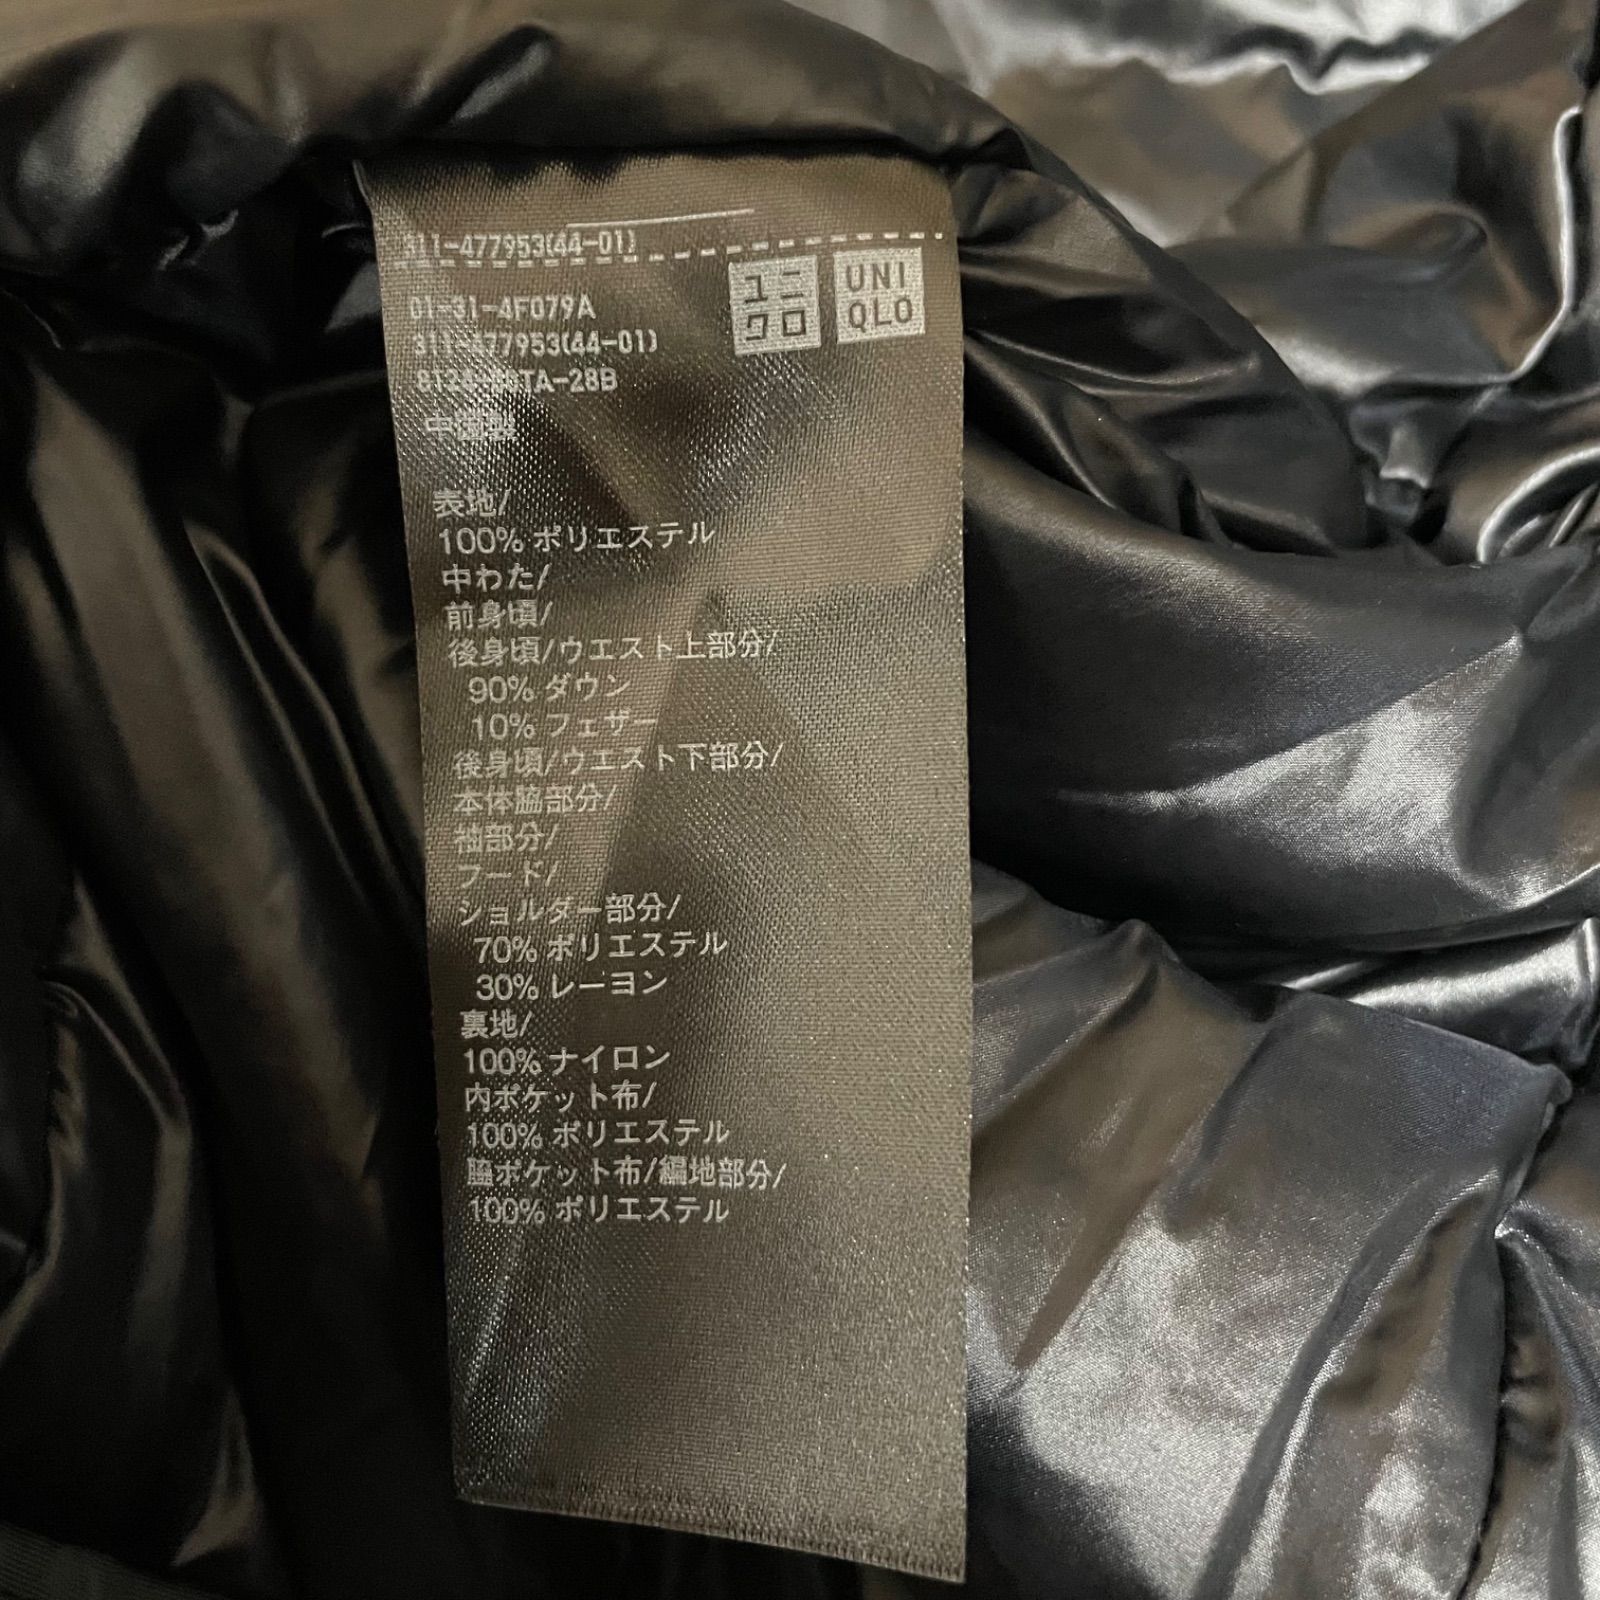 311-477953(44-01)
ユニクロ
UNIQLO
01-31-4F079A
311-477953(44-01)
中国製
表地/
100% ポリエステル
中わた/
前身頃/
後身頃/ウエスト上部分/
90% ダウン
10% フェザー
後身頃/ウエスト下部分/
本体脇部分/
袖部分/
フード/
ショルダー部分/
70% ポリエステル
30% レーヨン
裏地/
100% ナイロン
内ポケット布/
100% ポリエステル
脇ポケット布/編地部分/
100% ポリエステル